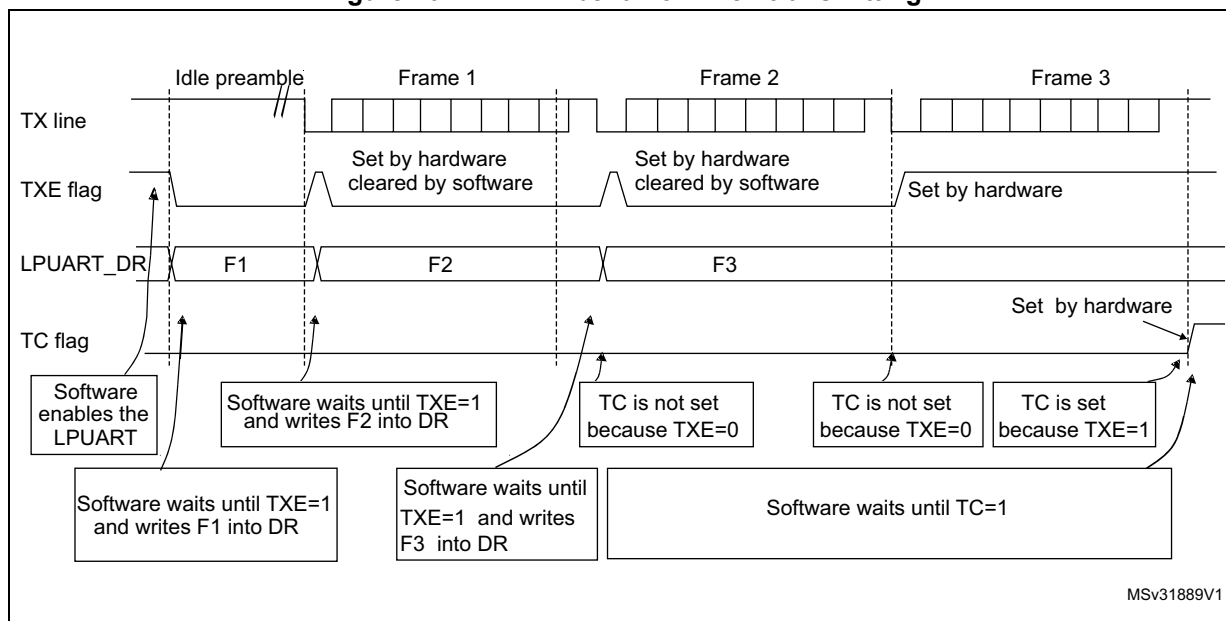 Idle preamble
Frame 1
Frame 2
Frame 3
TX line
TXE flag
Set by hardware
cleared by software
Set by hardware
cleared by software
Set by hardware
LPUART_DR
F1
F2
F3
Set by hardware
TC flag
Software
enables the
LPUART
Software waits until TXE=1
and writes F2 into DR
TC is not set
because TXE=0
TC is not set
because TXE=0
TC is set
because TXE=1
Software waits until TXE=1
and writes F1 into DR
Software waits until
TXE=1 and writes
F3 into DR
Software waits until TC=1
MSv31889V1